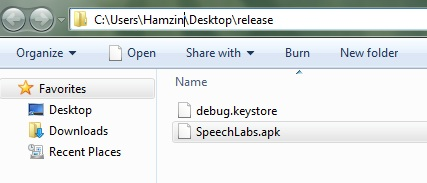 C:\Users\Hamzin\Desktop\release
Organize Open Share with Burn New folder
Favorites
Desktop
Downloads
Recent Places
Name
debug.keystore
SpeechLabs.apk